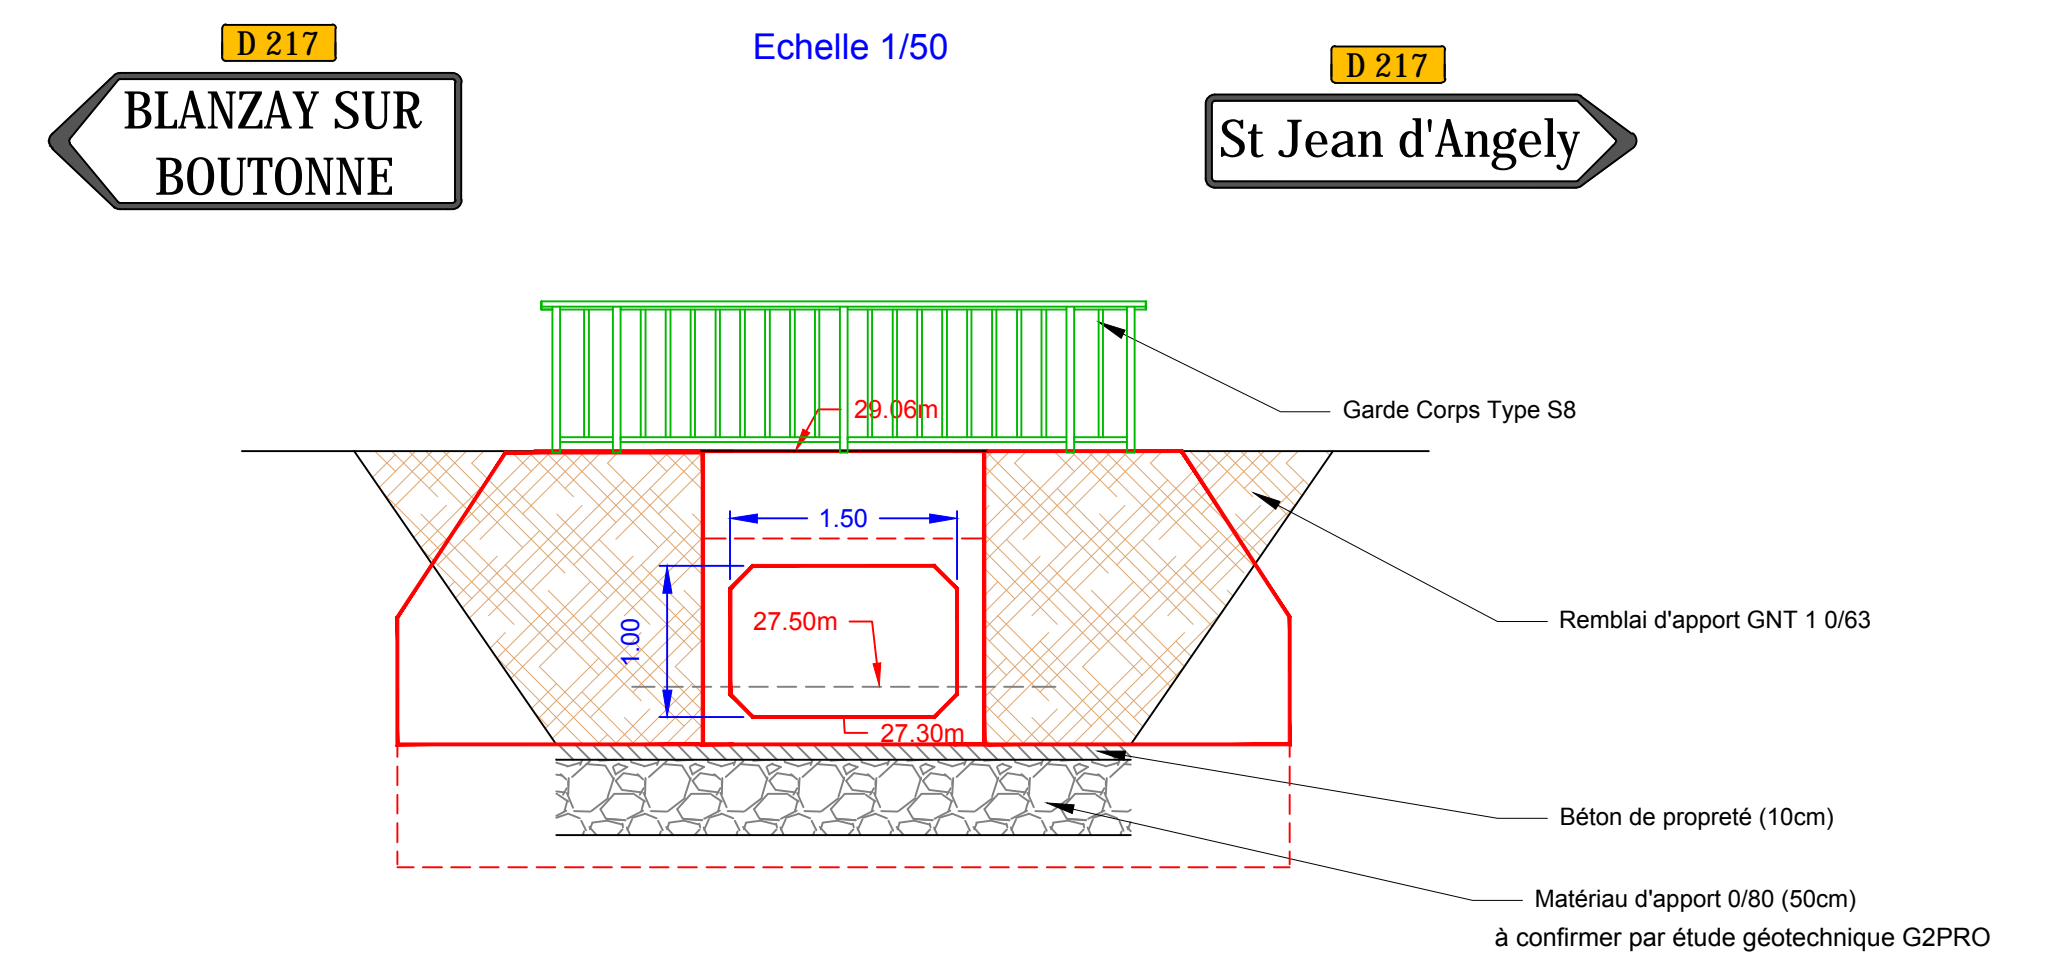 D 217
BLANZAY SUR
BOUTONNE
Echelle 1/50
D 217
St Jean d'Angely
29.06m
Garde Corps Type S8
1.50
1.00
27.50m
Remblai d'apport GNT 1 0/63
27.30m
Béton de propreté (10cm)
Matériau d'apport 0/80 (50cm)
à confirmer par étude géotechnique G2PRO